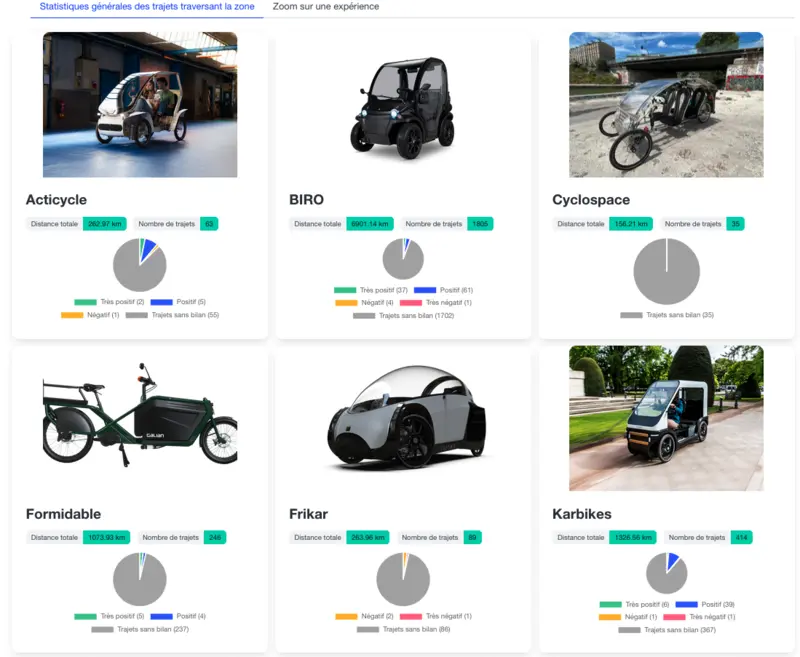 Statistiques générales des trajets traversant la zone Zoom sur une expérience
Acticycle
Distance totale 262.97 km Nombre de trajets 63
Très positif (2) Positif (5)
Négatif (1) Trajets sans bilan (55)
BIRO
Distance totale 6901.14 km Nombre de trajets 1805
Très positif (37) Positif (61)
Négatif (4) Très négatif (1)
Trajets sans bilan (1702)
Cyclospace
Distance totale 156.21 km Nombre de trajets 35
Trajets sans bilan (35)
Gaya
Formidable
Distance totale 1073.93 km Nombre de trajets 246
Très positif (5) Positif (4)
Trajets sans bilan (237)
Frikar
Distance totale 263.96 km Nombre de trajets 89
Négatif (2) Très négatif (1)
Trajets sans bilan (86)
Karbikes
Distance totale 1326.56 km Nombre de trajets 414
Très positif (6) Positif (39)
Négatif (1) Très négatif (1)
Trajets sans bilan (367)